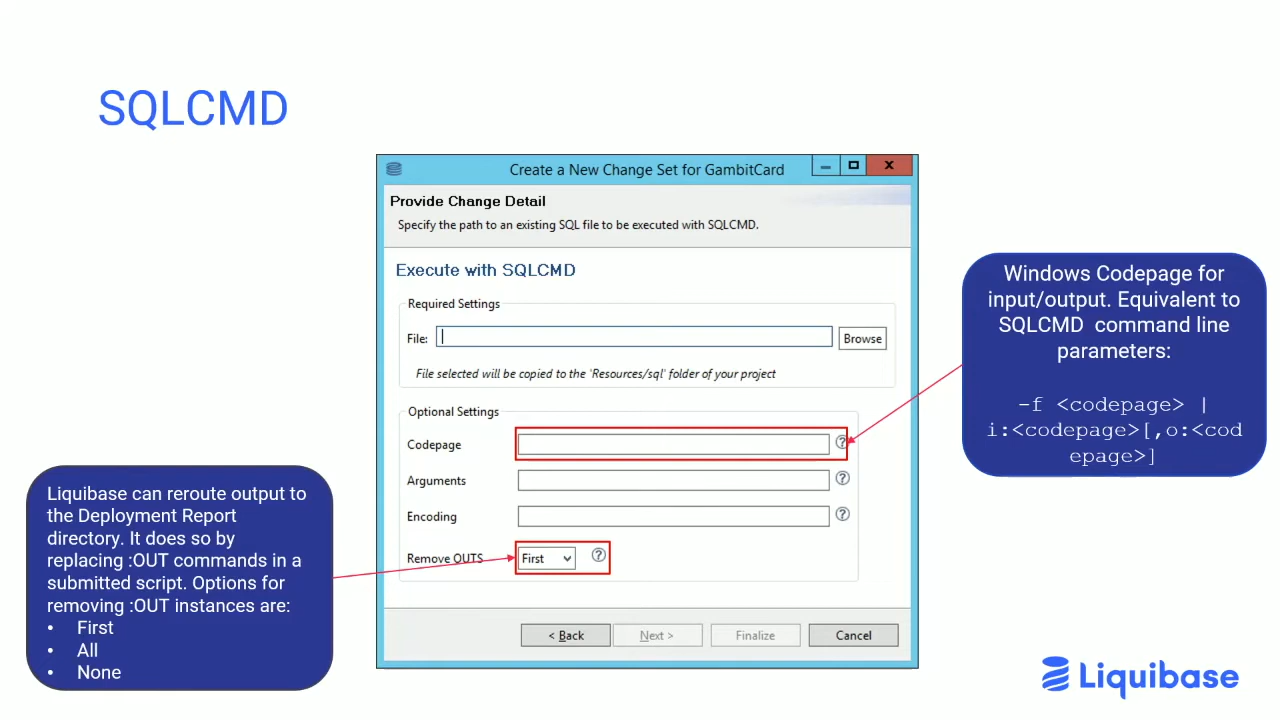 SQLCMD
Create a New Change Set for GambitCard
Provide Change Detail
Specify the path to an existing SQL file to be executed with SQLCMD.
Execute with SQLCMD
Required Settings
File:
Browse
File selected will be copied to the 'Resources/sql' folder of your project
Optional Settings
Codepage
?
Arguments
?
Encoding
?
Remove OUTS
First
?
< Back
Next >
Finalize
Cancel
Windows Codepage for
input/output. Equivalent to
SQLCMD command line
parameters:
-f <codepage> |
i:<codepage>[,o:<cod
epage>]
Liquibase can reroute output to
the Deployment Report
directory. It does so by
replacing :OUT commands in a
submitted script. Options for
removing :OUT instances are:
• First
• All
• None
Liquibase